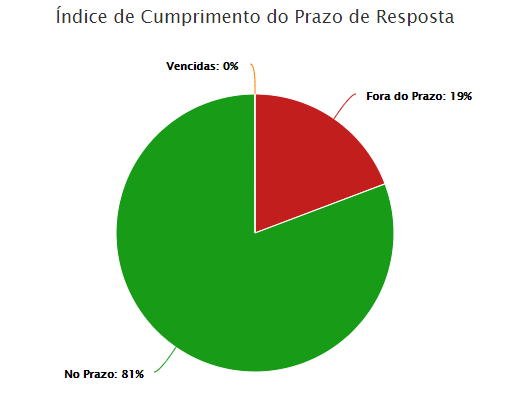 Índice de Cumprimento do Prazo de Resposta
Vencidas: 0%
Fora do Prazo: 19%
No Prazo: 81%